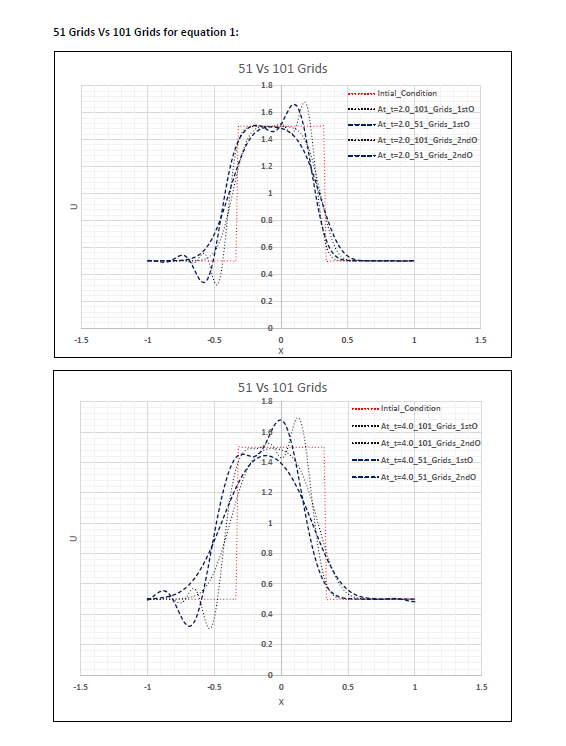 51 Grids Vs 101 Grids for equation 1:
51 Vs 101 Grids
1.8
1.6
1.4
1.2
1
0.8
0.6
0.4
0.2
0
-1.5 -1 -0.5 0 0.5 1 1.5
U
X
Intial_Condition
At_t=2.0_101_Grids_1stO
At_t=2.0_51_Grids_1stO
At_t=2.0_101_Grids_2ndO
At_t=2.0_51_Grids_2ndO
51 Vs 101 Grids
1.8
1.6
1.4
1.2
1
0.8
0.6
0.4
0.2
0
-1.5 -1 -0.5 0 0.5 1 1.5
U
X
Intial_Condition
At_t=4.0_101_Grids_1stO
At_t=4.0_101_Grids_2ndO
At_t=4.0_51_Grids_1stO
At_t=4.0_51_Grids_2ndO